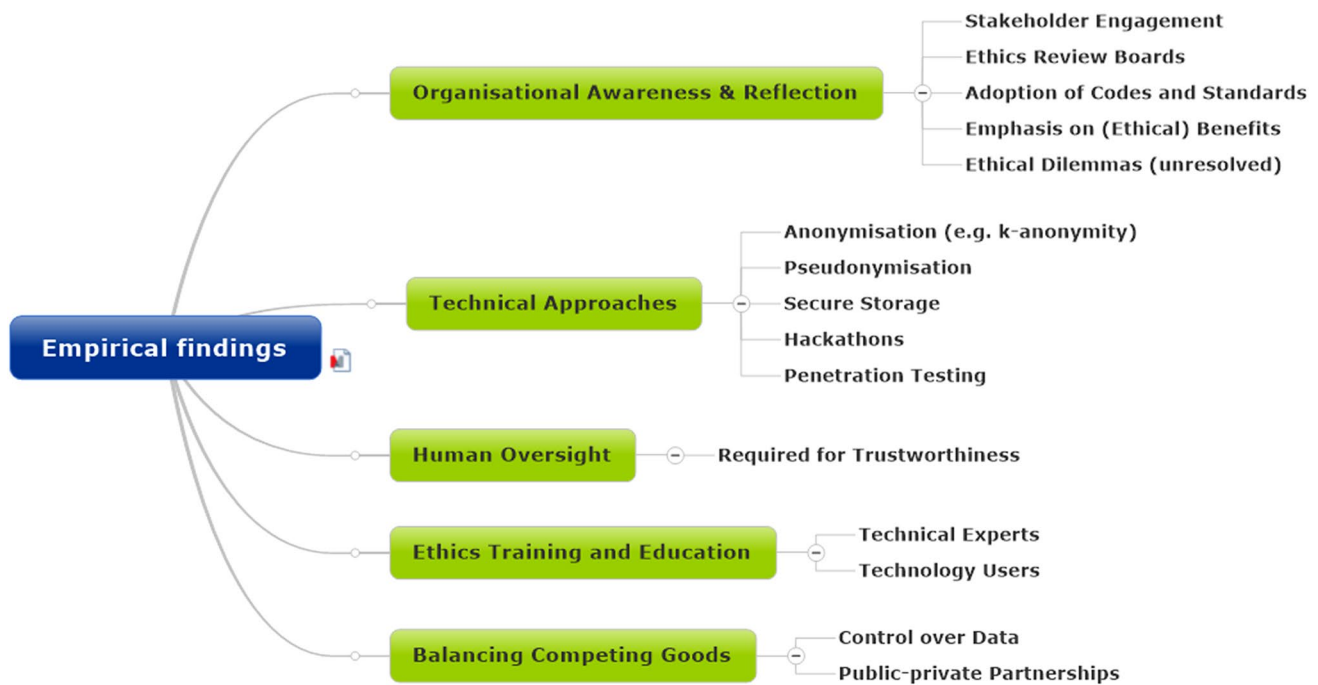 Empirical findings
Organisational Awareness & Reflection
Stakeholder Engagement
Ethics Review Boards
Adoption of Codes and Standards
Emphasis on (Ethical) Benefits
Ethical Dilemmas (unresolved)
Technical Approaches
Anonymisation (e.g. k-anonymity)
Pseudonymisation
Secure Storage
Hackathons
Penetration Testing
Human Oversight
Required for Trustworthiness
Ethics Training and Education
Technical Experts
Technology Users
Balancing Competing Goods
Control over Data
Public-private Partnerships